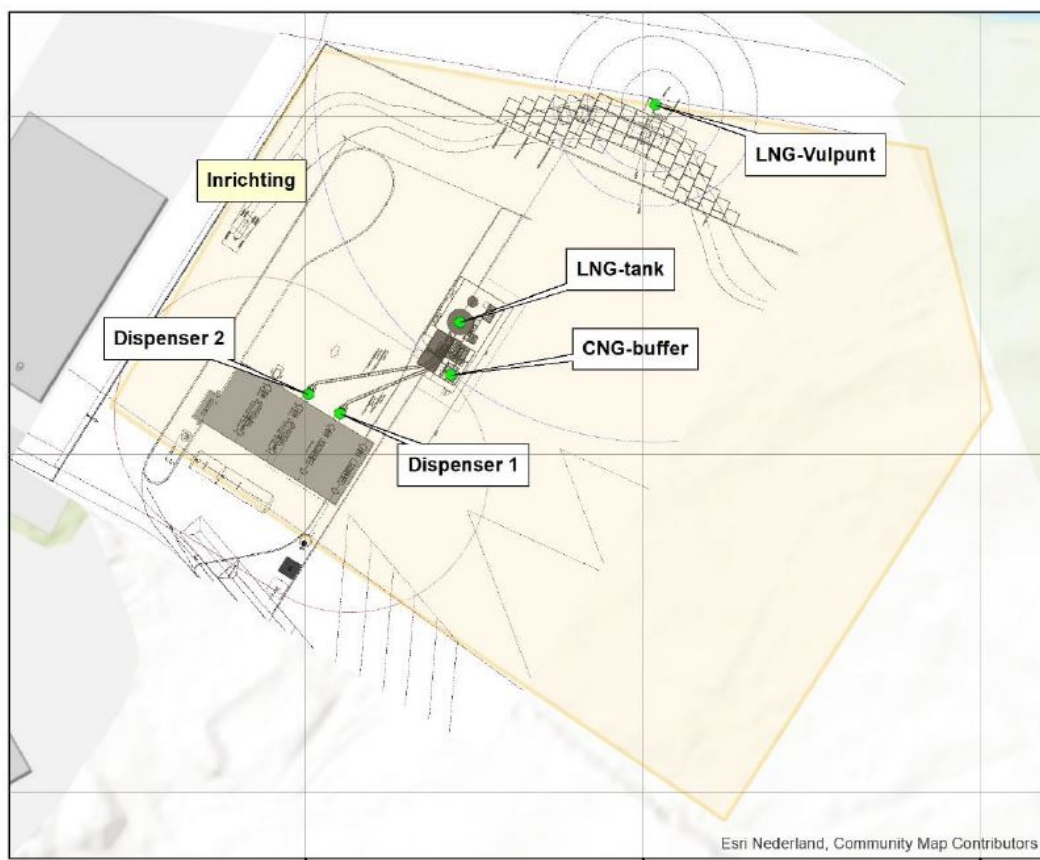 LNG-Vulpunt
Inrichting
LNG-tank
Dispenser 2
CNG-buffer
Dispenser 1
Esri Nederland, Community Map Contributors